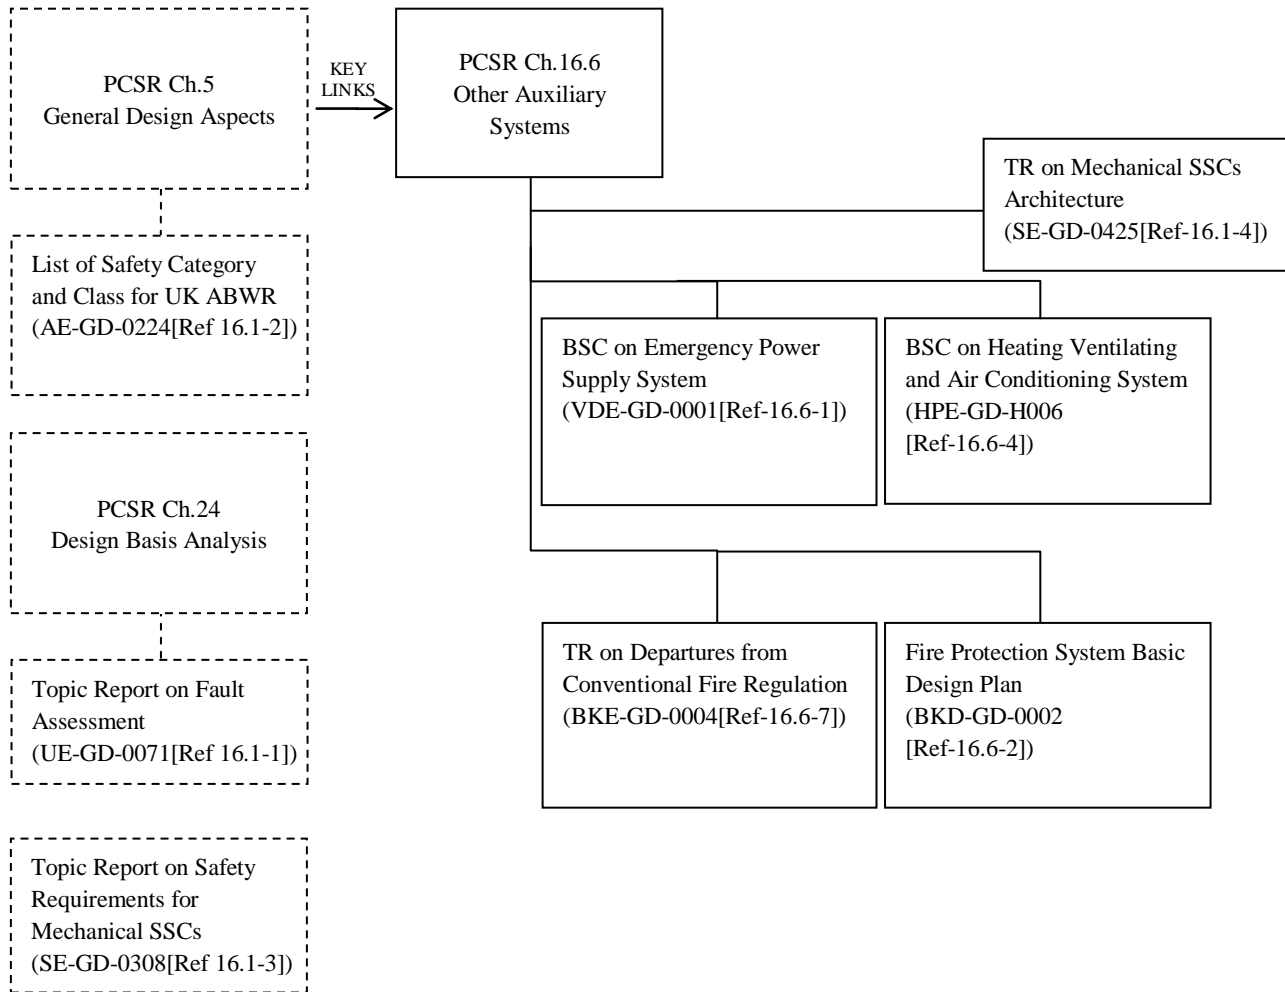 PCSR Ch.5
General Design Aspects
KEY
LINKS
PCSR Ch.16.6
Other Auxiliary
Systems
TR on Mechanical SSCs
Architecture
(SE-GD-0425[Ref-16.1-4])
List of Safety Category
and Class for UK ABWR
(AE-GD-0224[Ref 16.1-2])
BSC on Emergency Power
Supply System
(VDE-GD-0001[Ref-16.6-1])
BSC on Heating Ventilating
and Air Conditioning System
(HPE-GD-H006
[Ref-16.6-4])
PCSR Ch.24
Design Basis Analysis
TR on Departures from
Conventional Fire Regulation
(BKE-GD-0004[Ref-16.6-7])
Fire Protection System Basic
Design Plan
(BKD-GD-0002
[Ref-16.6-2])
Topic Report on Fault
Assessment
(UE-GD-0071[Ref 16.1-1])
Topic Report on Safety
Requirements for
Mechanical SSCs
(SE-GD-0308[Ref 16.1-3])